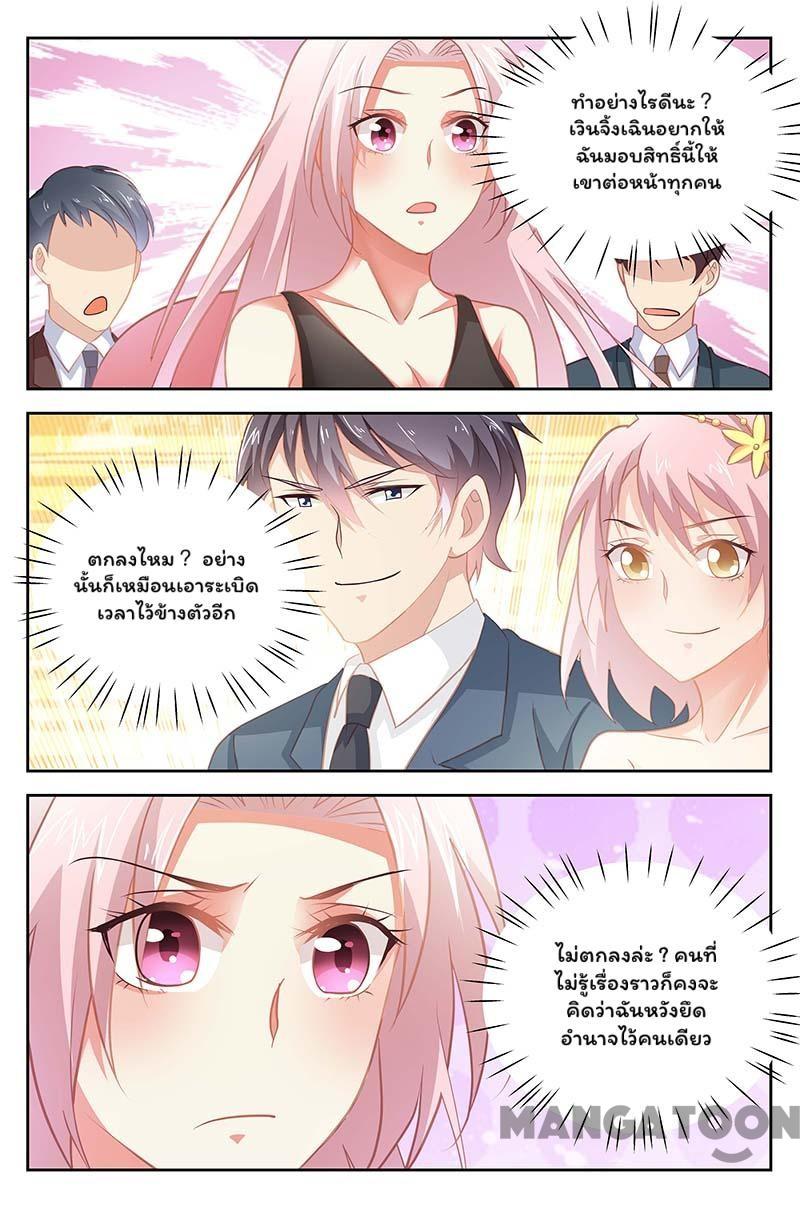 ทำอย่างไรดีนะ ?
เวินจิ้งเฉินอยากให้
ฉันมอบสิทธิ์นี้ให้
เขาต่อหน้าทุกคน
ตกลงไหม ? อย่าง
นั้นก็เหมือนเอาระเบิด
เวลาไว้ข้างตัวอีก
ไม่ตกลงล่ะ ? คนที่
ไม่รู้เรื่องราวก็คงจะ
คิดว่าฉันหวังยึด
อำนาจไว้คนเดียว
MANGATOON